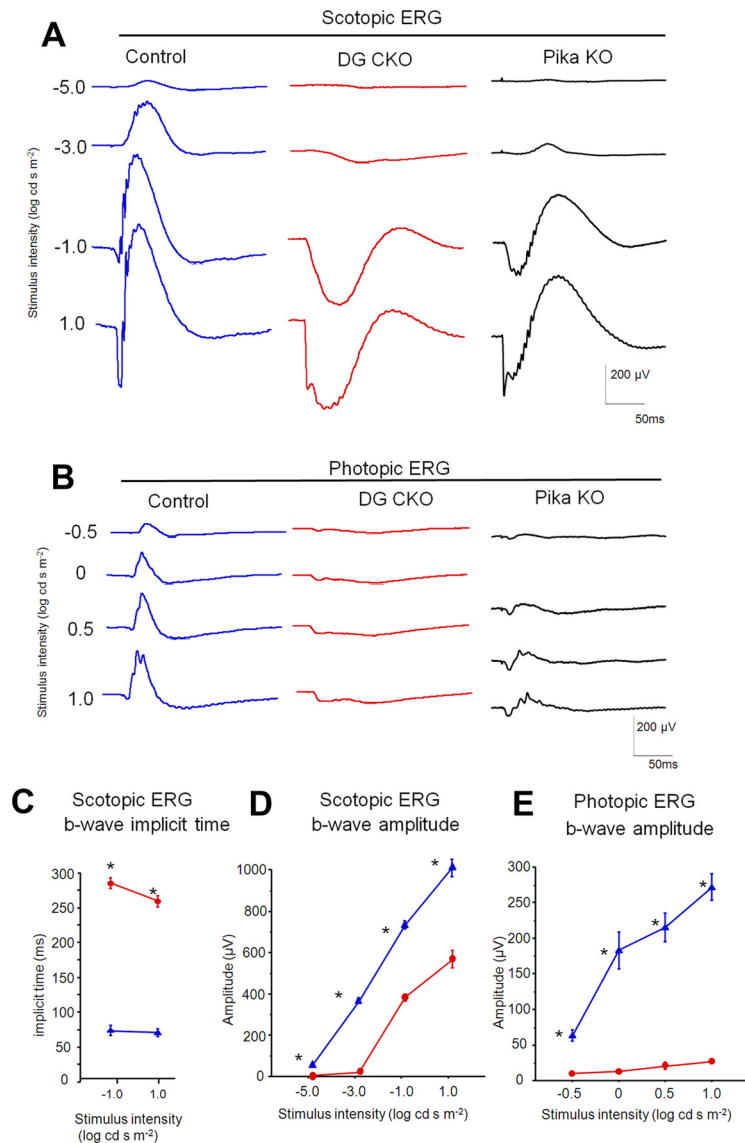 A
Scotopic ERG
Control
DG CKO
Pika KO
Stimulus intensity (log cd s m-2)
-5.0
-3.0
-1.0
1.0
200 µV
50ms
B
Photopic ERG
Control
DG CKO
Pika KO
Stimulus intensity (log cd s m-2)
-0.5
0
0.5
1.0
200 µV
50ms
C
Scotopic ERG
b-wave implicit time
implicit time (ms)
300
250
200
150
100
50
0
*
*
-1.0 1.0
Stimulus intensity
(log cd s m-2)
D
Scotopic ERG
b-wave amplitude
Amplitude (µV)
1000
800
600
400
200
0
*
*
*
*
-5.0 -3.0 -1.0 1.0
Stimulus intensity (log cd s m-2)
E
Photopic ERG
b-wave amplitude
Amplitude (µV)
300
250
200
150
100
50
0
*
*
*
*
-0.5 0 0.5 1.0
Stimulus intensity (log cd s m-2)